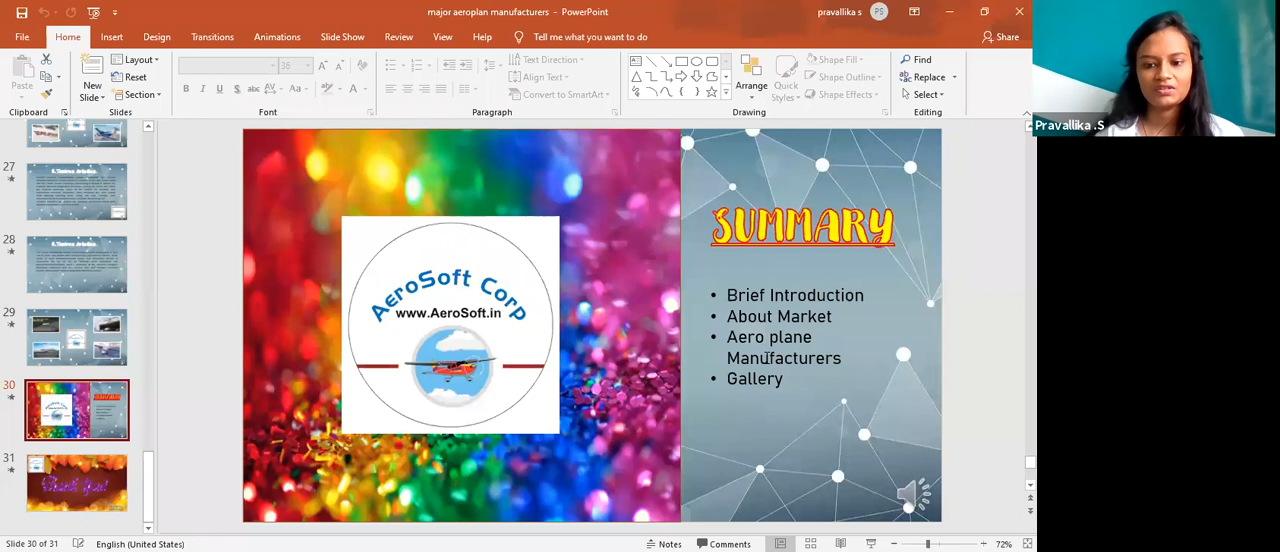 major aeroplan manufacturers - PowerPoint
pravallika s
PS
File
Home
Insert
Design
Transitions
Animations
Slide Show
Review
View
Help
Tell me what you want to do
Share
Paste
Clipboard
New
Slide
Layout
Reset
Section
Slides
36
Font
Text Direction
Align Text
Convert to SmartArt
Paragraph
Arrange
Quick
Styles
Shape Fill
Shape Outline
Shape Effects
Drawing
Find
Replace
Select
Editing
Pravallika .S
27
28
29
30
31
Thank you!
AeroSoft Corp
www.AeroSoft.in
SUMMARY
• Brief Introduction
• About Market
• Aero plane
Manufacturers
• Gallery
Slide 30 of 31
English (United States)
Notes
Comments
72%